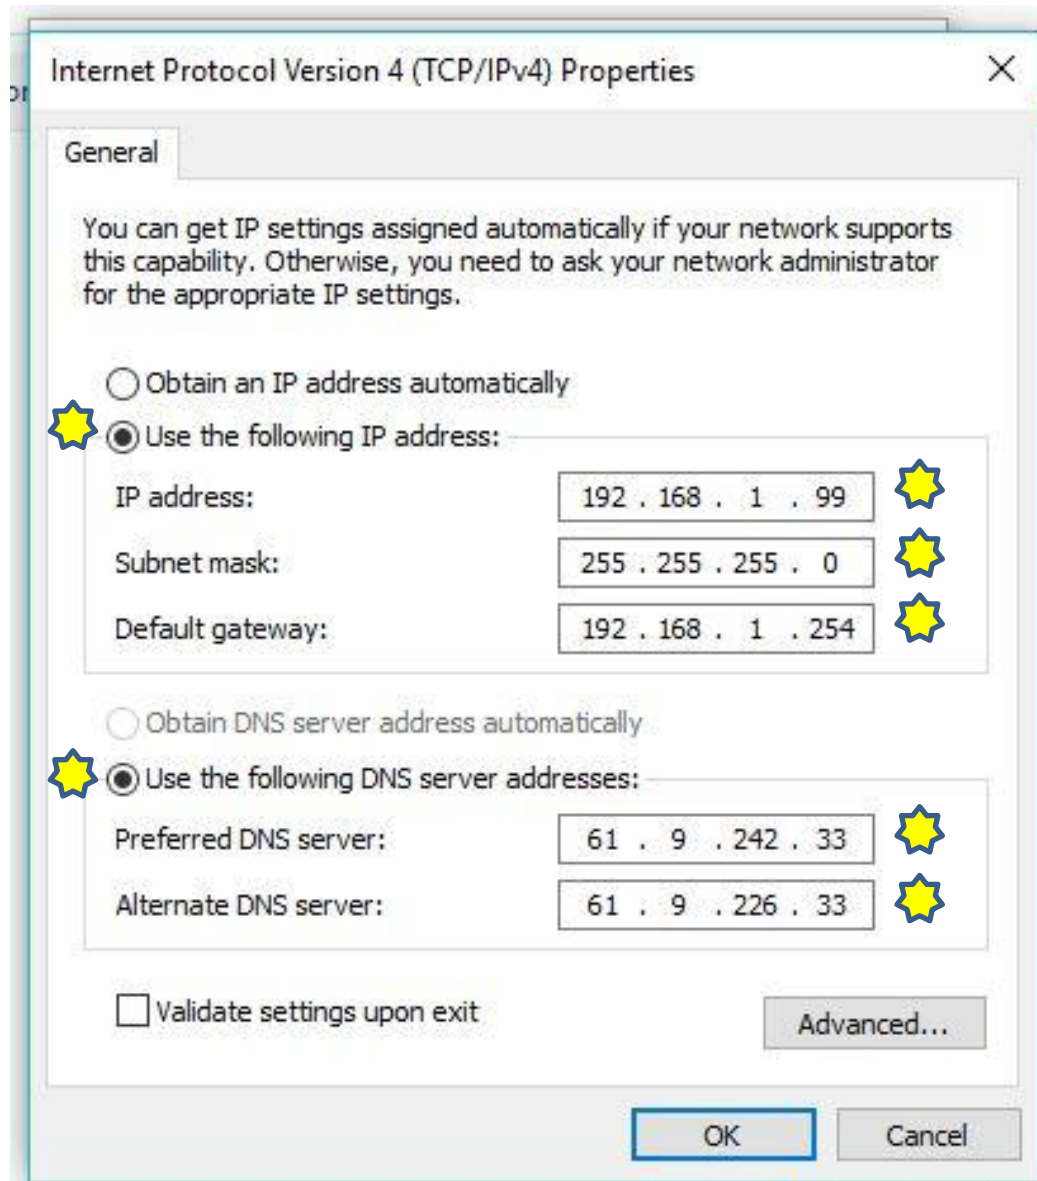 Internet Protocol Version 4 (TCP/IPv4) Properties
General
You can get IP settings assigned automatically if your network supports
this capability. Otherwise, you need to ask your network administrator
for the appropriate IP settings.
Obtain an IP address automatically
Use the following IP address:
IP address: 192 . 168 . 1 . 99
Subnet mask: 255 . 255 . 255 . 0
Default gateway: 192 . 168 . 1 . 254
Obtain DNS server address automatically
Use the following DNS server addresses:
Preferred DNS server: 61 . 9 . 242 . 33
Alternate DNS server: 61 . 9 . 226 . 33
Validate settings upon exit
Advanced...
OK Cancel